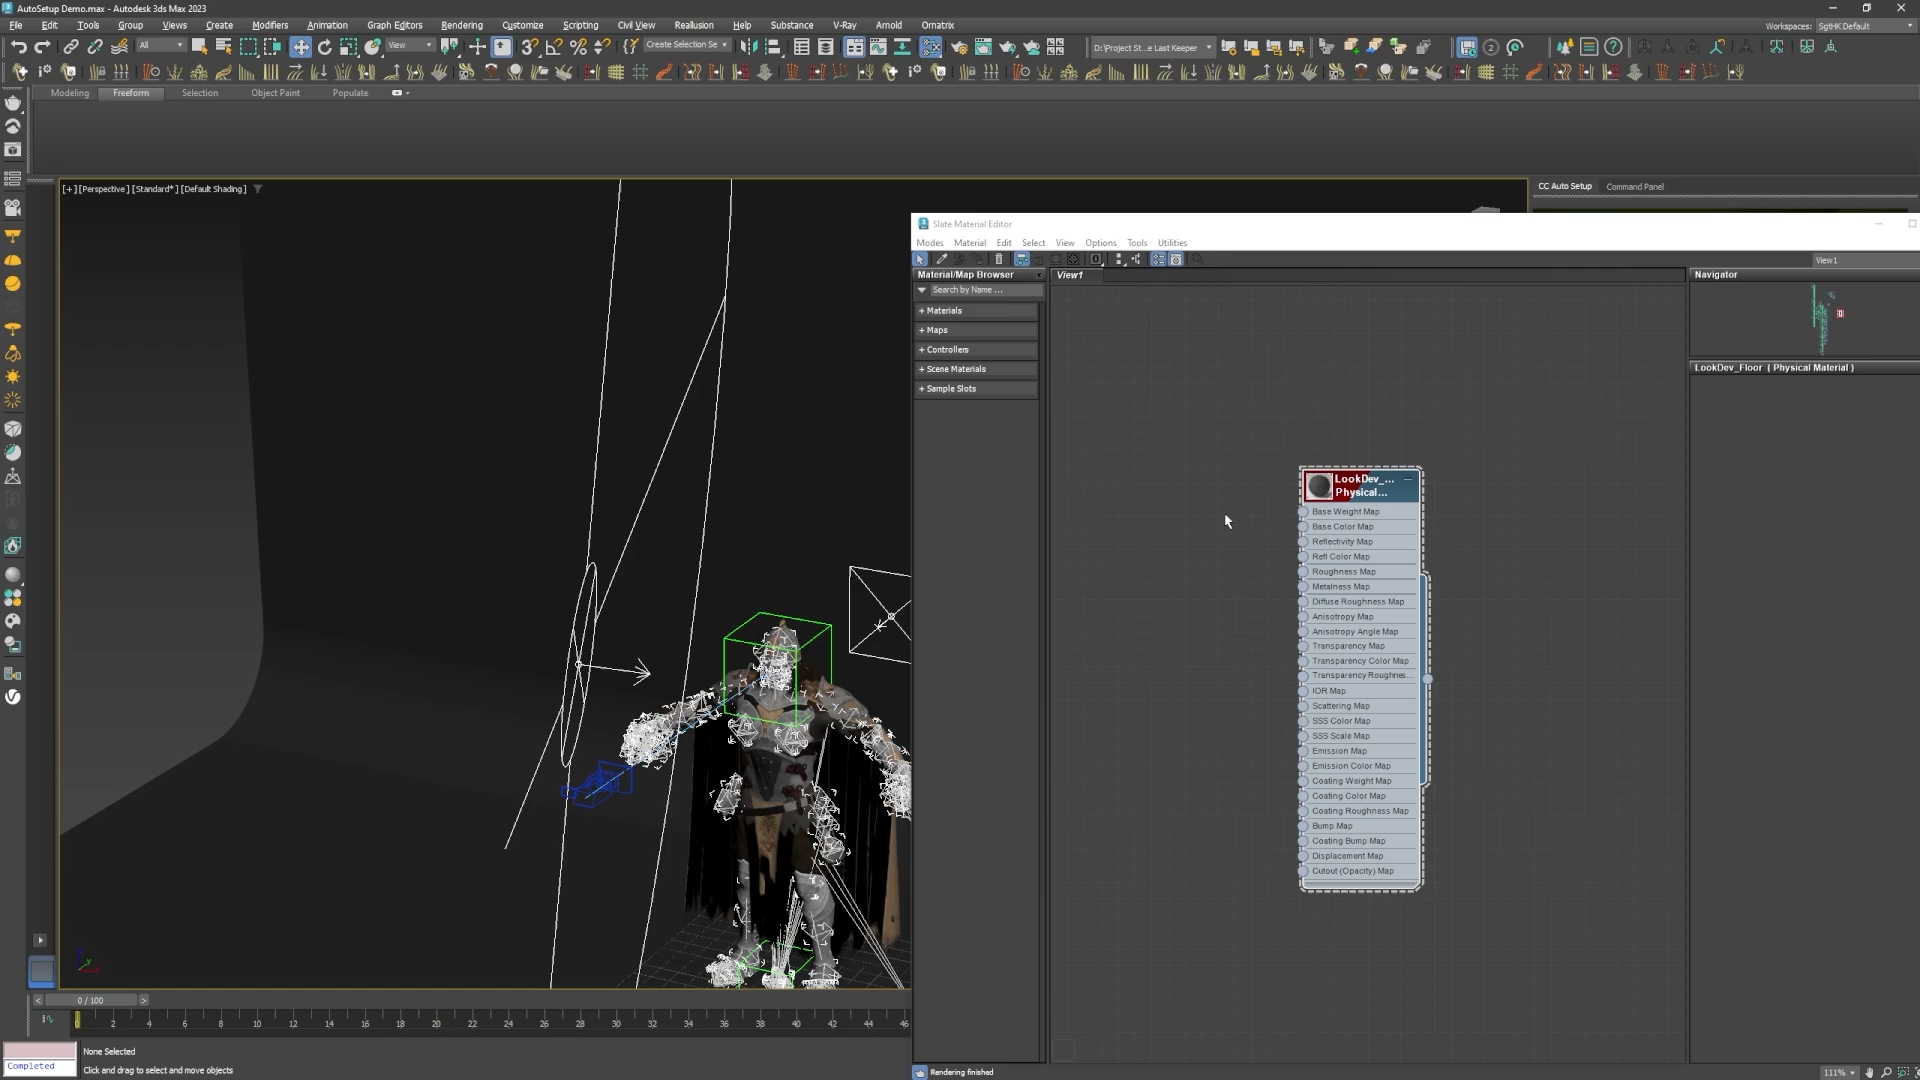 AutoSetup Demo.max - Autodesk 3ds Max 2023
File Edit Tools Group Views Create Modifiers Animation Graph Editors Rendering Customize Scripting Civil View Reallusion Help Substance V-Ray Arnold Ornatrix
Workspaces: SgtHK Default
All
View
Create Selection Se
D:\Project St...e Last Keeper
2
Modeling Freeform Selection Object Paint Populate
[+] [Perspective] [Standard*] [Default Shading]
CC Auto Setup Command Panel
Slate Material Editor
Modes Material Edit Select View Options Tools Utilities
View1
Material/Map Browser
View1
Navigator
Search by Name ...
+ Materials
+ Maps
+ Controllers
+ Scene Materials
+ Sample Slots
LookDev_Floor ( Physical Material )
LookDev_...
Physical...
Base Weight Map
Base Color Map
Reflectivity Map
Refl Color Map
Roughness Map
Metalness Map
Diffuse Roughness Map
Anisotropy Map
Anisotropy Angle Map
Transparency Map
Transparency Color Map
Transparency Roughnes...
IOR Map
Scattering Map
SSS Color Map
SSS Scale Map
Emission Map
Emission Color Map
Coating Weight Map
Coating Color Map
Coating Roughness Map
Bump Map
Coating Bump Map
Displacement Map
Cutout (Opacity) Map
< 0 / 100 >
0 2 4 6 8 10 12 14 16 18 20 22 24 26 28 30 32 34 36 38 40 42 44 46
None Selected
Completed
Click and drag to select and move objects
Rendering finished
111%